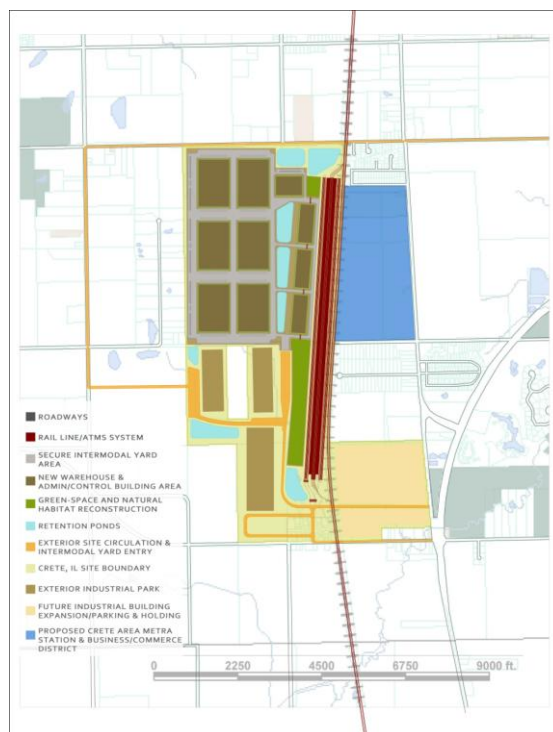 ROADWAYS
RAIL LINE/ATMS SYSTEM
SECURE INTERMODAL YARD
AREA
NEW WAREHOUSE &
ADMIN/CONTROL BUILDING AREA
GREEN-SPACE AND NATURAL
HABITAT RECONSTRUCTION
RETENTION PONDS
EXTERIOR SITE CIRCULATION &
INTERMODAL YARD ENTRY
CRETE, IL SITE BOUNDARY
EXTERIOR INDUSTRIAL PARK
FUTURE INDUSTRIAL BUILDING
EXPANSION/PARKING & HOLDING
PROPOSED CRETE AREA METRA
STATION & BUSINESS/COMMERCE
DISTRICT
0 2250 4500 6750 9000 ft.